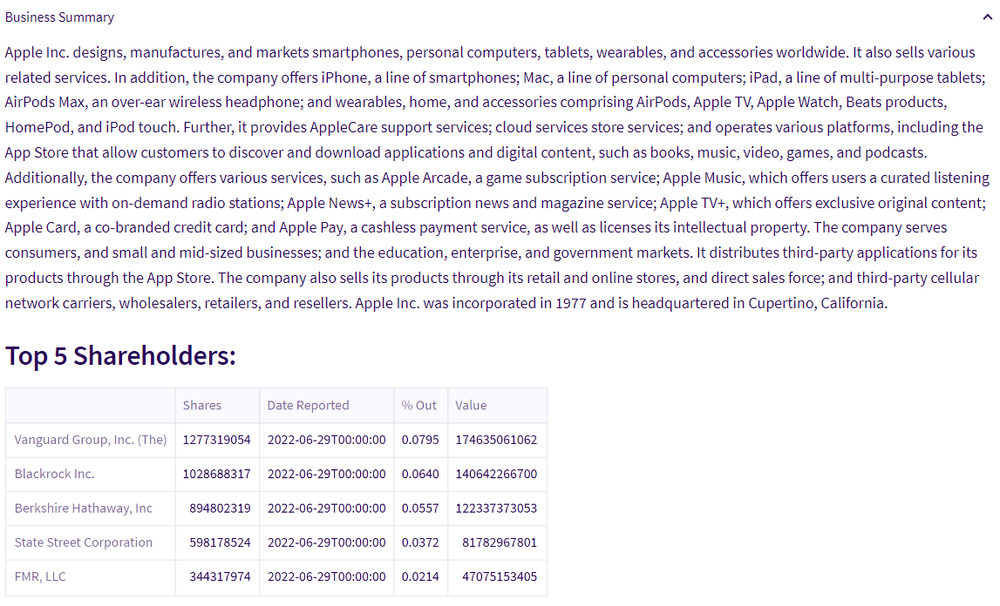 Business Summary
Apple Inc. designs, manufactures, and markets smartphones, personal computers, tablets, wearables, and accessories worldwide. It also sells various
related services. In addition, the company offers iPhone, a line of smartphones; Mac, a line of personal computers; iPad, a line of multi-purpose tablets;
AirPods Max, an over-ear wireless headphone; and wearables, home, and accessories comprising AirPods, Apple TV, Apple Watch, Beats products,
HomePod, and iPod touch. Further, it provides AppleCare support services; cloud services store services; and operates various platforms, including the
App Store that allow customers to discover and download applications and digital content, such as books, music, video, games, and podcasts.
Additionally, the company offers various services, such as Apple Arcade, a game subscription service; Apple Music, which offers users a curated listening
experience with on-demand radio stations; Apple News+, a subscription news and magazine service; Apple TV+, which offers exclusive original content;
Apple Card, a co-branded credit card; and Apple Pay, a cashless payment service, as well as licenses its intellectual property. The company serves
consumers, and small and mid-sized businesses; and the education, enterprise, and government markets. It distributes third-party applications for its
products through the App Store. The company also sells its products through its retail and online stores, and direct sales force; and third-party cellular
network carriers, wholesalers, retailers, and resellers. Apple Inc. was incorporated in 1977 and is headquartered in Cupertino, California.
Top 5 Shareholders:
Shares Date Reported % Out Value
Vanguard Group, Inc. (The) 1277319054 2022-06-29T00:00:00 0.0795 174635061062
Blackrock Inc. 1028688317 2022-06-29T00:00:00 0.0640 140642266700
Berkshire Hathaway, Inc 894802319 2022-06-29T00:00:00 0.0557 122337373053
State Street Corporation 598178524 2022-06-29T00:00:00 0.0372 81782967801
FMR, LLC 344317974 2022-06-29T00:00:00 0.0214 47075153405